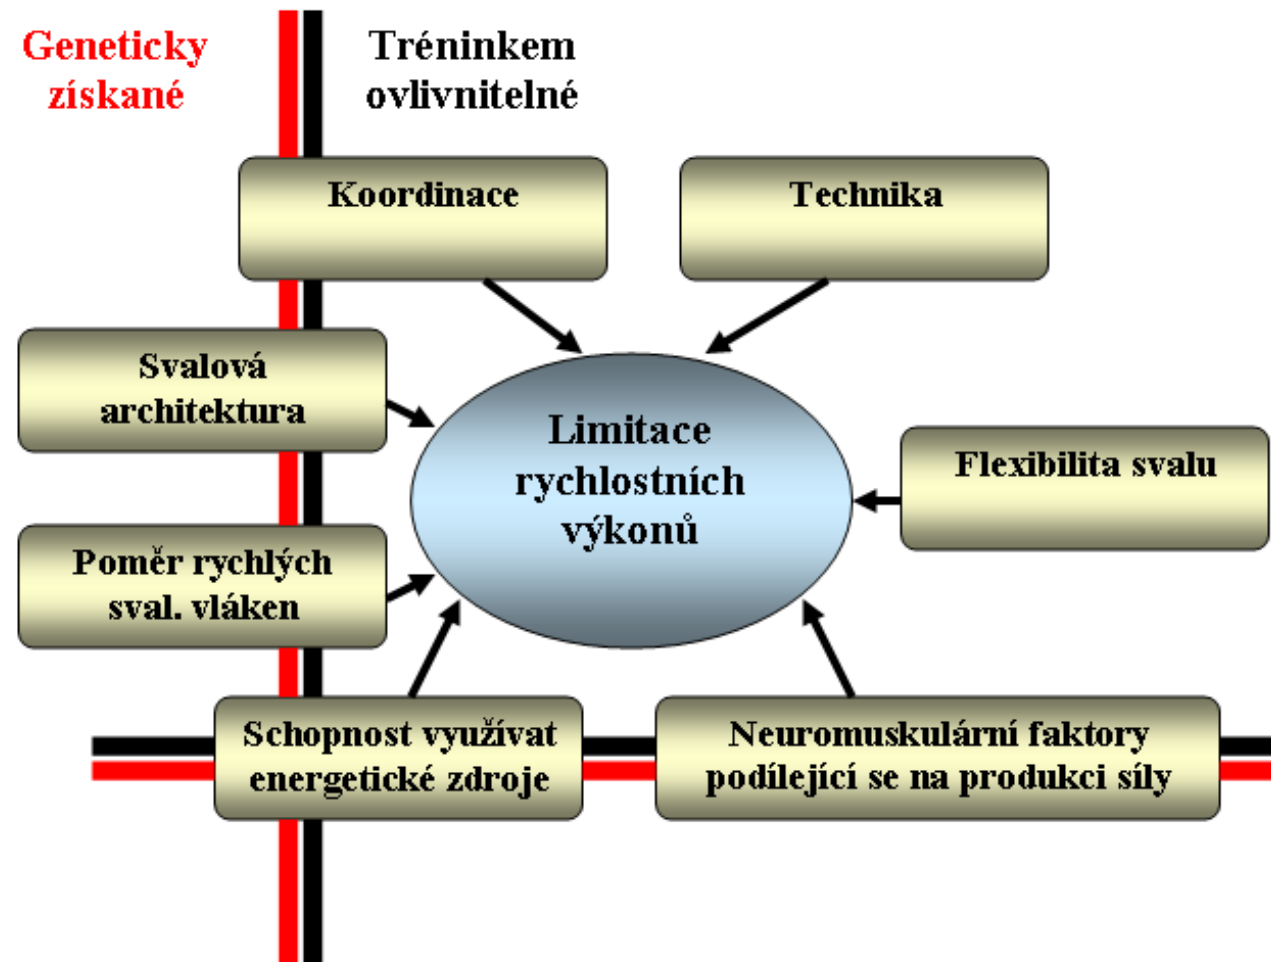 Geneticky
získané
Tréninkem
ovlivnitelné
Koordinace
Technika
Svalová
architektura
Limitace
rychlostních
výkonů
Flexibilita svalu
Poměr rychlých
sval. vláken
Schopnost využívat
energetické zdroje
Neuromuskulární faktory
podílející se na produkci síly